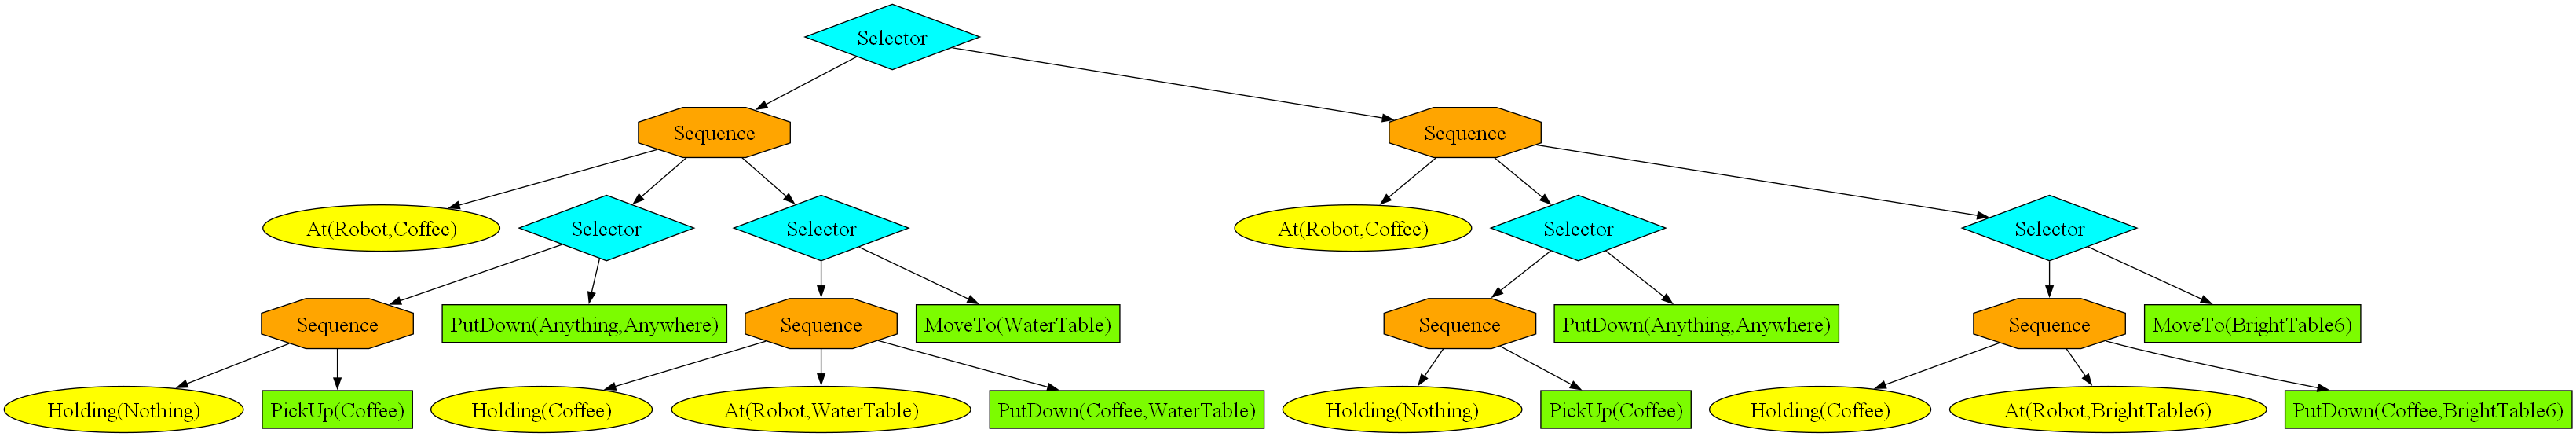 Selector
Sequence
Sequence
At(Robot,Coffee)
Selector
Selector
At(Robot,Coffee)
Selector
Selector
Sequence
PutDown(Anything,Anywhere)
Sequence
MoveTo(WaterTable)
Sequence
PutDown(Anything,Anywhere)
Sequence
MoveTo(BrightTable6)
Holding(Nothing)
PickUp(Coffee)
Holding(Coffee)
At(Robot,WaterTable)
PutDown(Coffee,WaterTable)
Holding(Nothing)
PickUp(Coffee)
Holding(Coffee)
At(Robot,BrightTable6)
PutDown(Coffee,BrightTable6)